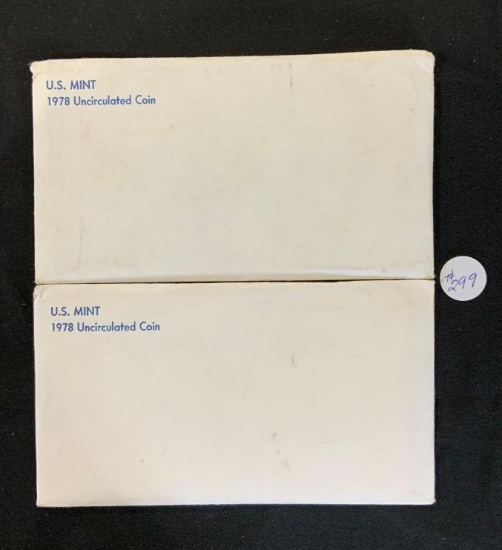 U.S. MINT
1978 Uncirculated Coin
#299
U.S. MINT
1978 Uncirculated Coin